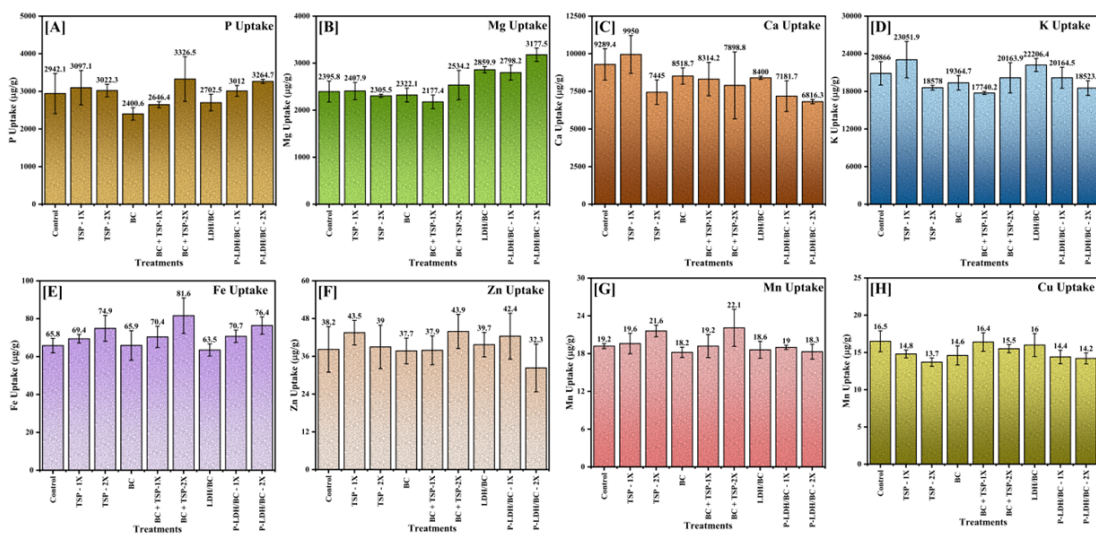 [A] P Uptake
P Uptake (µg/g)
5000
4000
3000
2000
1000
0
2942.1
3097.1
3022.3
2400.6
2646.4
3326.5
2702.5
3012
3264.7
Control
TSP - 1X
TSP - 2X
BC
BC + TSP-1X
BC + TSP-2X
LDH/BC
P-LDH/BC - 1X
P-LDH/BC - 2X
Treatments
[B] Mg Uptake
Mg Uptake (µg/g)
4000
3000
2000
1000
0
2395.8
2407.9
2305.5
2322.1
2177.4
2534.2
2859.9
2798.2
3177.5
Control
TSP - 1X
TSP - 2X
BC
BC + TSP-1X
BC + TSP-2X
LDH/BC
P-LDH/BC - 1X
P-LDH/BC - 2X
Treatments
[C] Ca Uptake
Ca Uptake (µg/g)
12500
10000
7500
5000
2500
0
9289.4
9950
7445
8518.7
8314.2
7898.8
8400
7181.7
6816.3
Control
TSP - 1X
TSP - 2X
BC
BC + TSP-1X
BC + TSP-2X
LDH/BC
P-LDH/BC - 1X
P-LDH/BC - 2X
Treatments
[D] K Uptake
K Uptake (µg/g)
30000
24000
18000
12000
6000
0
20866
23051.9
18578
19364.7
17740.2
20163.9
22206.4
20164.5
18523.
Control
TSP - 1X
TSP - 2X
BC
BC + TSP-1X
BC + TSP-2X
LDH/BC
P-LDH/BC - 1X
P-LDH/BC - 2X
Treatments
[E] Fe Uptake
Fe Uptake (µg/g)
100
80
60
40
20
0
65.8
69.4
74.9
65.9
70.4
81.6
63.5
70.7
76.4
Control
TSP - 1X
TSP - 2X
BC
BC + TSP-1X
BC + TSP-2X
LDH/BC
P-LDH/BC - 1X
P-LDH/BC - 2X
Treatments
[F] Zn Uptake
Zn Uptake (µg/g)
60
48
36
24
12
0
38.2
43.5
39
37.7
37.9
43.9
39.7
42.4
32.3
Control
TSP - 1X
TSP - 2X
BC
BC + TSP-1X
BC + TSP-2X
LDH/BC
P-LDH/BC - 1X
P-LDH/BC - 2X
Treatments
[G] Mn Uptake
Mn Uptake (µg/g)
30
24
18
12
6
0
19.2
19.6
21.6
18.2
19.2
22.1
18.6
19
18.3
Control
TSP - 1X
TSP - 2X
BC
BC + TSP-1X
BC + TSP-2X
LDH/BC
P-LDH/BC - 1X
P-LDH/BC - 2X
Treatments
[H] Cu Uptake
Mn Uptake (µg/g)
25
20
15
10
5
0
16.5
14.8
13.7
14.6
16.4
15.5
16
14.4
14.2
Control
TSP - 1X
TSP - 2X
BC
BC + TSP-1X
BC + TSP-2X
LDH/BC
P-LDH/BC - 1X
P-LDH/BC - 2X
Treatments